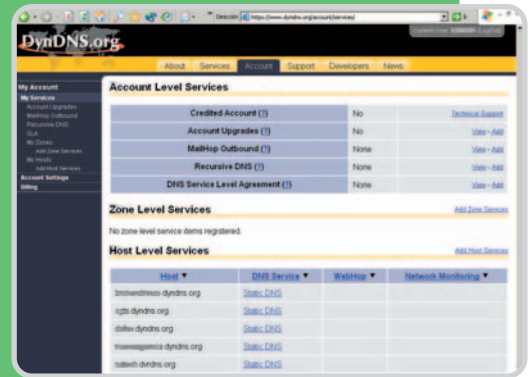 Dirección https://www.dyndns.org/account/services/
DynDNS.org
Current User: Log Out
About Services Account Support Developers News
My Account
My Services
Account Upgrades
MailHop Outbound
Recursive DNS
SLA
My Zones
Add Zone Services
My Hosts
Add Host Services
Account Settings
Billing
Account Level Services
Credited Account (?) No Technical Support
Account Upgrades (?) No View - Add
MailHop Outbound (?) None View - Add
Recursive DNS (?) None View - Add
DNS Service Level Agreement (?) None View - Add
Zone Level Services Add Zone Services
No zone level service items registered.
Host Level Services Add Host Services
Host ▼ DNS Service ▼ WebHop ▼ Network Monitoring ▼
dyndns.org Static DNS
dyndns.org Static DNS
dyndns.org Static DNS
dyndns.org Static DNS
dyndns.org Static DNS